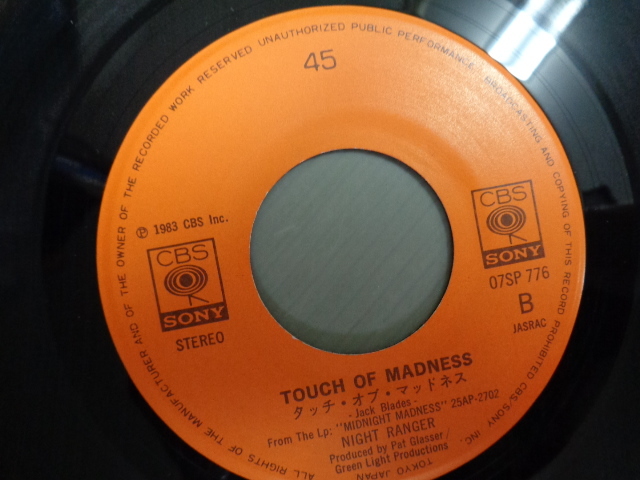 ALL RIGHTS OF THE MANUFACTURER AND OF THE OWNER OF THE RECORDED WORK RESERVED UNAUTHORIZED PUBLIC PERFORMANCE BROADCASTING AND COPYING OF THIS RECORD PROHIBITED CBS/SONY INC. TOKYO JAPAN
45
℗ 1983 CBS Inc.
CBS
SONY
STEREO
CBS
SONY
07SP 776
B
JASRAC
TOUCH OF MADNESS
タッチ・オブ・マッドネス
- Jack Blades -
From The Lp: "MIDNIGHT MADNESS" 25AP-2702
NIGHT RANGER
Produced by Pat Glasser/
Green Light Productions